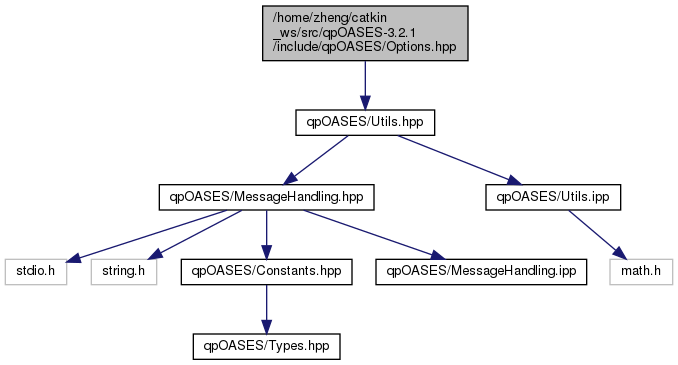 /home/zheng/catkin
_ws/src/qpOASES-3.2.1
/include/qpOASES/Options.hpp
qpOASES/Utils.hpp
qpOASES/MessageHandling.hpp
qpOASES/Utils.ipp
stdio.h
string.h
qpOASES/Constants.hpp
qpOASES/MessageHandling.ipp
math.h
qpOASES/Types.hpp